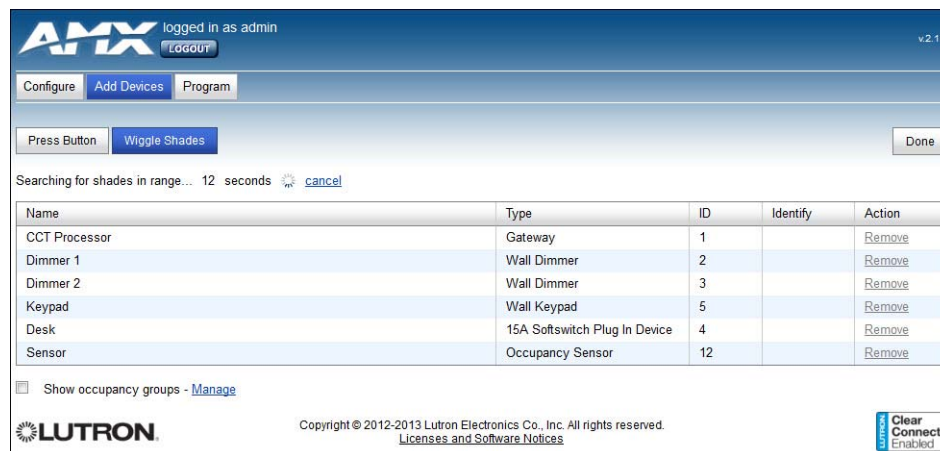 AMX logged in as admin
LOGOUT
v.2.1
Configure Add Devices Program
Press Button Wiggle Shades Done
Searching for shades in range... 12 seconds cancel
Name Type ID Identify Action
CCT Processor Gateway 1 Remove
Dimmer 1 Wall Dimmer 2 Remove
Dimmer 2 Wall Dimmer 3 Remove
Keypad Wall Keypad 5 Remove
Desk 15A Softswitch Plug In Device 4 Remove
Sensor Occupancy Sensor 12 Remove
Show occupancy groups - Manage
LUTRON.
Copyright © 2012-2013 Lutron Electronics Co., Inc. All rights reserved.
Licenses and Software Notices
LUTRON
Clear
Connect
Enabled